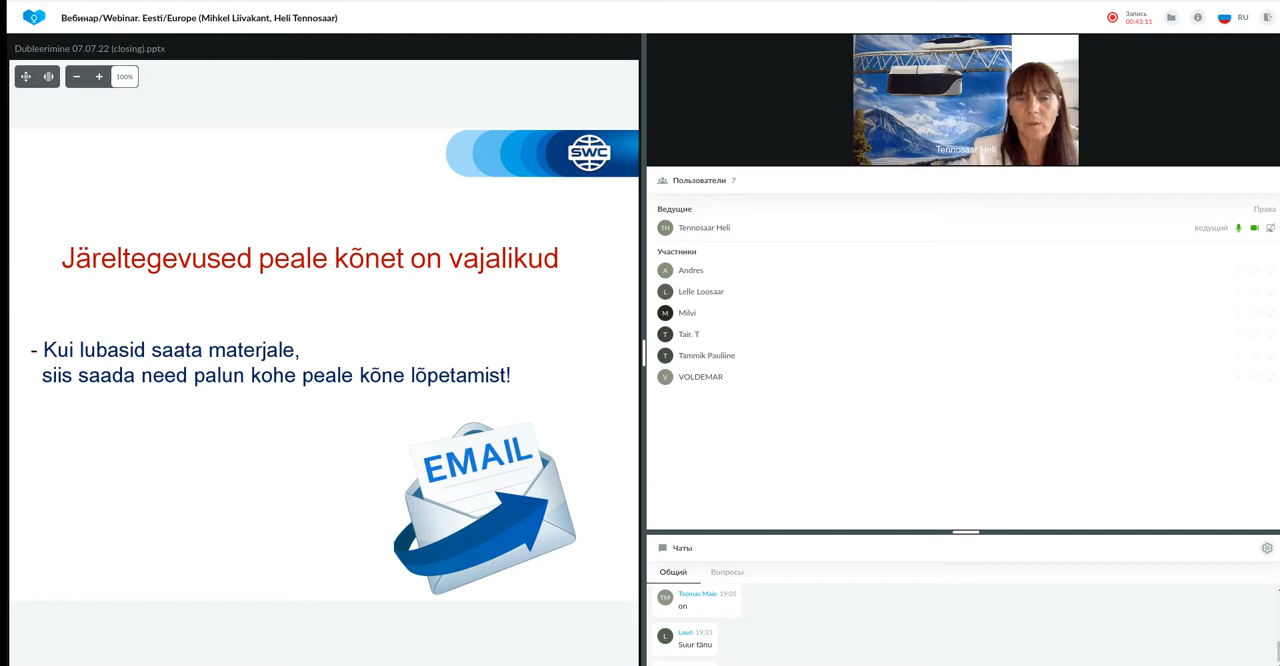 Вебинар/Webinar. Eesti/Europe (Mihkel Liivakant, Heli Tennosaar)
Запись
00:43:11
RU
Dubleerimine 07.07.22 (closing).pptx
100%
SWC
Järeltegevused peale kõnet on vajalikud
- Kui lubasid saata materjale,
siis saada need palun kohe peale kõne lõpetamist!
EMAIL
Tennosaar Heli
Пользователи 7
Ведущие Права
TH Tennosaar Heli ведущий
Участники
A Andres
L Lelle Loosaar
M Milvi
T Tair. T
T Tammik Pauliine
V VOLDEMAR
Чаты
Общий Вопросы
TM Toomas Maie 19:05
on
L Lauri 19:33
Suur tänu